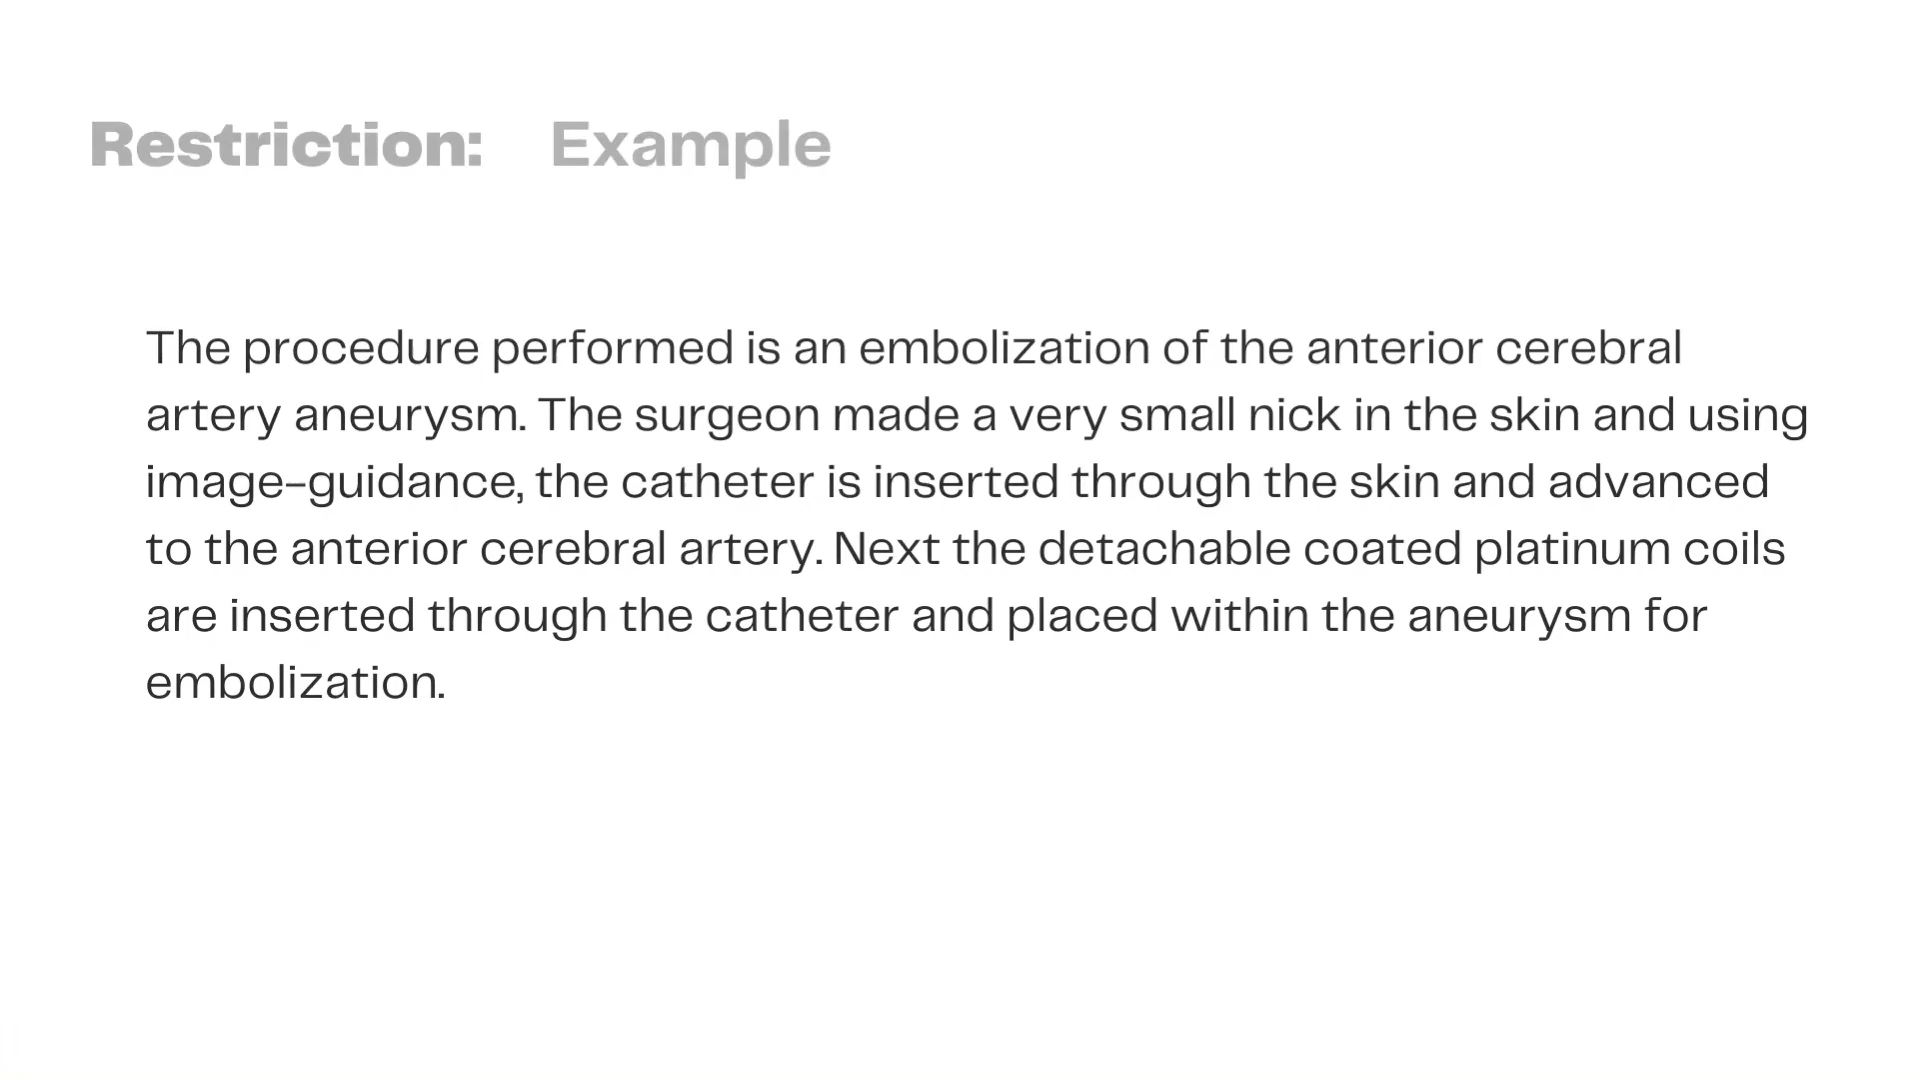 Restriction: Example
The procedure performed is an embolization of the anterior cerebral
artery aneurysm. The surgeon made a very small nick in the skin and using
image-guidance, the catheter is inserted through the skin and advanced
to the anterior cerebral artery. Next the detachable coated platinum coils
are inserted through the catheter and placed within the aneurysm for
embolization.